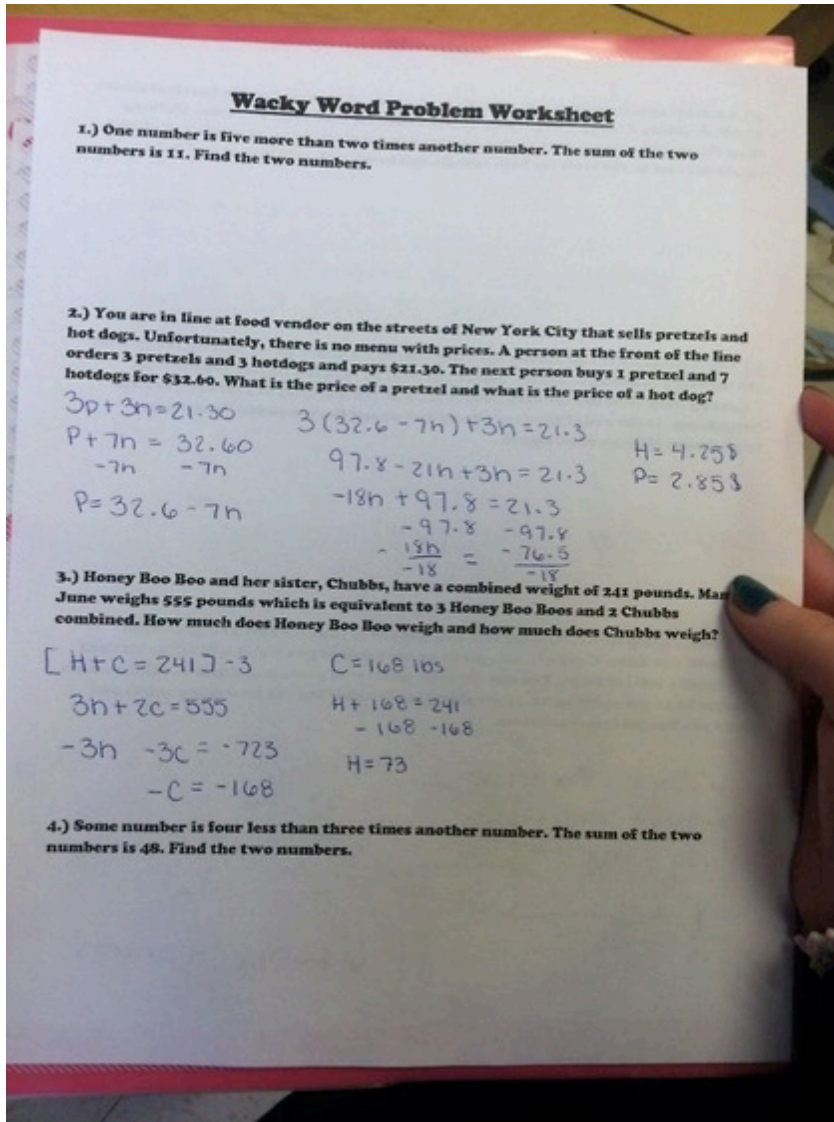 Wacky Word Problem Worksheet
1.) One number is five more than two times another number. The sum of the two
numbers is 11. Find the two numbers.
2.) You are in line at food vendor on the streets of New York City that sells pretzels and
hot dogs. Unfortunately, there is no menu with prices. A person at the front of the line
orders 3 pretzels and 3 hotdogs and pays $21.30. The next person buys 1 pretzel and 7
hotdogs for $32.60. What is the price of a pretzel and what is the price of a hot dog?
3p+3h=21.30
P+7h = 32.60
-7h -7h
P=32.6-7h
3(32.6-7h)+3h=21.3
97.8-21h+3h=21.3
-18h+97.8=21.3
-97.8 -97.8
-18h = -76.5
-18 -18
H=4.25$
P=2.85$
3.) Honey Boo Boo and her sister, Chubbs, have a combined weight of 241 pounds. Mam
June weighs 555 pounds which is equivalent to 3 Honey Boo Boos and 2 Chubbs
combined. How much does Honey Boo Boo weigh and how much does Chubbs weigh?
[H+C=241]-3
3h+2c=555
-3h -3c = -723
-C = -168
C=168 lbs
H+168=241
-168 -168
H=73
4.) Some number is four less than three times another number. The sum of the two
numbers is 48. Find the two numbers.